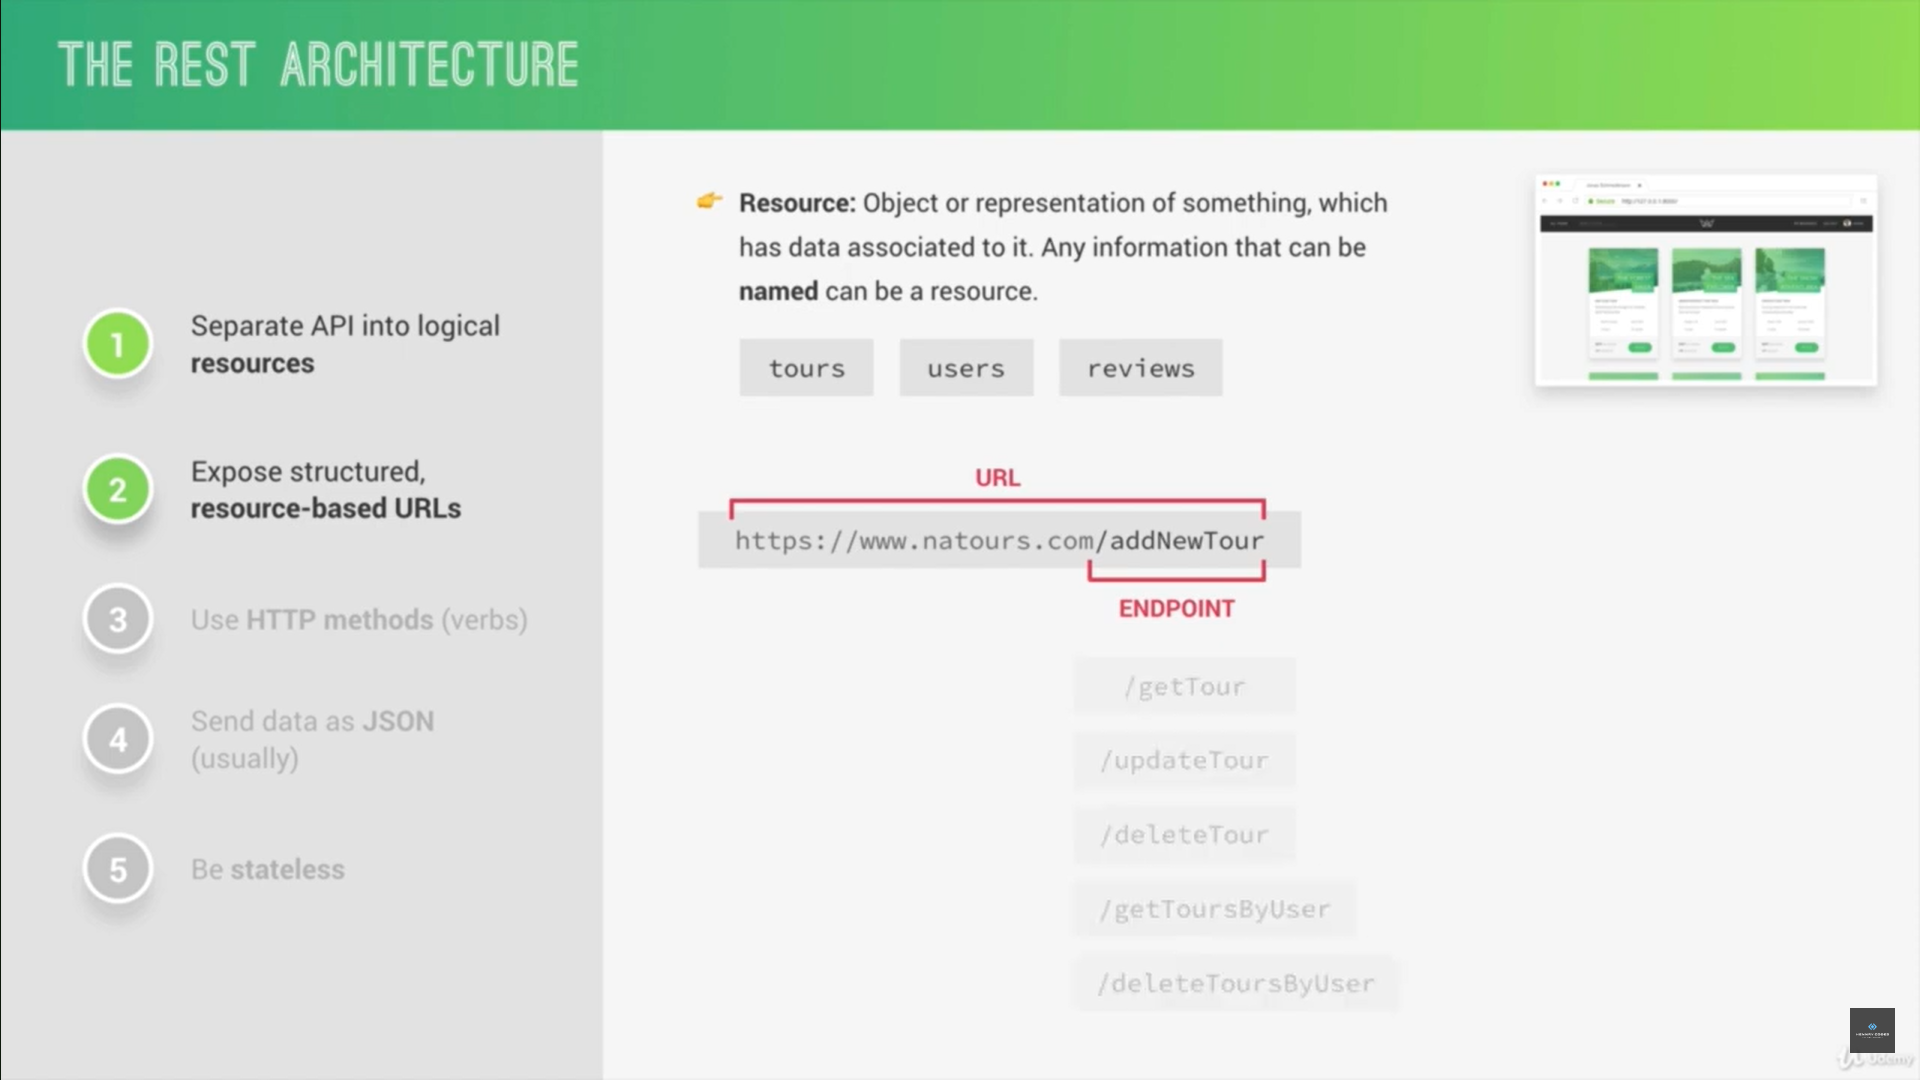 THE REST ARCHITECTURE
1
Separate API into logical
resources
2
Expose structured,
resource-based URLs
3
Use HTTP methods (verbs)
4
Send data as JSON
(usually)
5
Be stateless
Resource: Object or representation of something, which
has data associated to it. Any information that can be
named can be a resource.
tours
users
reviews
URL
https://www.natours.com/addNewTour
ENDPOINT
/getTour
/updateTour
/deleteTour
/getToursByUser
/deleteToursByUser
Secure
Udemy